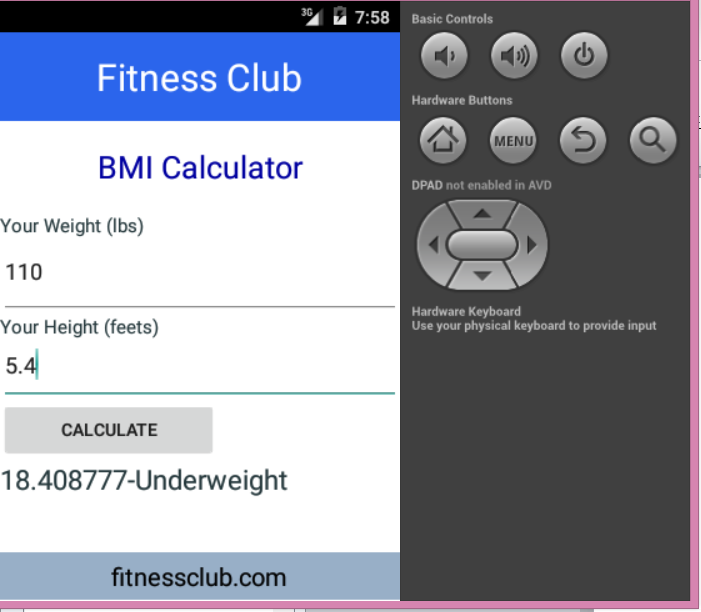 3G 7:58
Fitness Club
BMI Calculator
Your Weight (lbs)
110
Your Height (feets)
5.4
CALCULATE
18.408777-Underweight
fitnessclub.com
Basic Controls
Hardware Buttons
MENU
DPAD not enabled in AVD
Hardware Keyboard
Use your physical keyboard to provide input